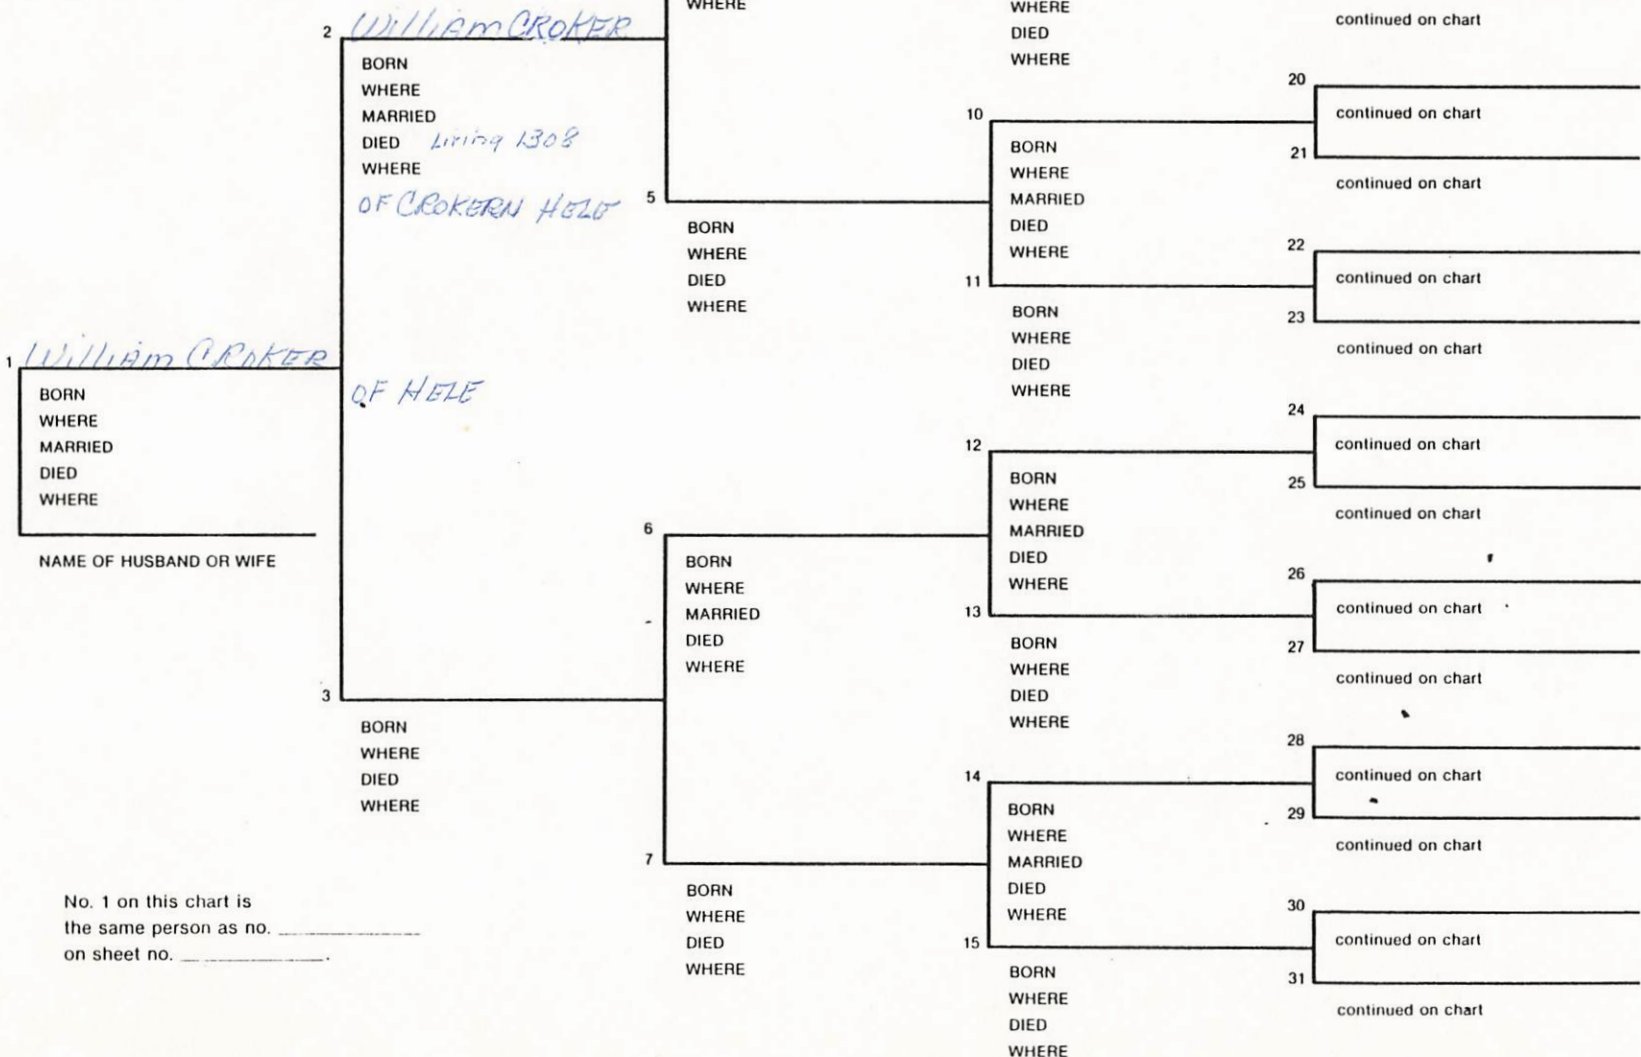 2 William CROKER
BORN
WHERE
MARRIED
DIED Living 1308
WHERE
OF CROKERN HELE
1 William CROKER
BORN
WHERE
MARRIED
DIED
WHERE
OF HELE
NAME OF HUSBAND OR WIFE
3
BORN
WHERE
DIED
WHERE
No. 1 on this chart is
the same person as no.
on sheet no. .
WHERE
5
BORN
WHERE
DIED
WHERE
6
BORN
WHERE
MARRIED
DIED
WHERE
7
BORN
WHERE
DIED
WHERE
WHERE
DIED
WHERE
10
BORN
WHERE
MARRIED
DIED
WHERE
11
BORN
WHERE
DIED
WHERE
12
BORN
WHERE
MARRIED
DIED
WHERE
13
BORN
WHERE
DIED
WHERE
14
BORN
WHERE
MARRIED
DIED
WHERE
15
BORN
WHERE
DIED
WHERE
continued on chart
20
continued on chart
21
continued on chart
22
continued on chart
23
continued on chart
24
continued on chart
25
continued on chart
26
continued on chart
27
continued on chart
28
continued on chart
29
continued on chart
30
continued on chart
31
continued on chart